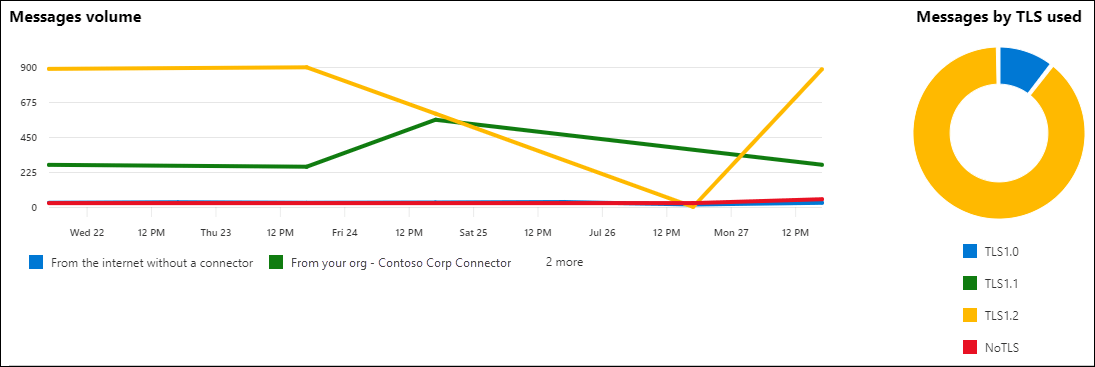 Messages volume
Messages by TLS used
900
675
450
225
0
Wed 22 12 PM Thu 23 12 PM Fri 24 12 PM Sat 25 12 PM Jul 26 12 PM Mon 27 12 PM
From the internet without a connector From your org - Contoso Corp Connector 2 more
TLS1.0
TLS1.1
TLS1.2
NoTLS